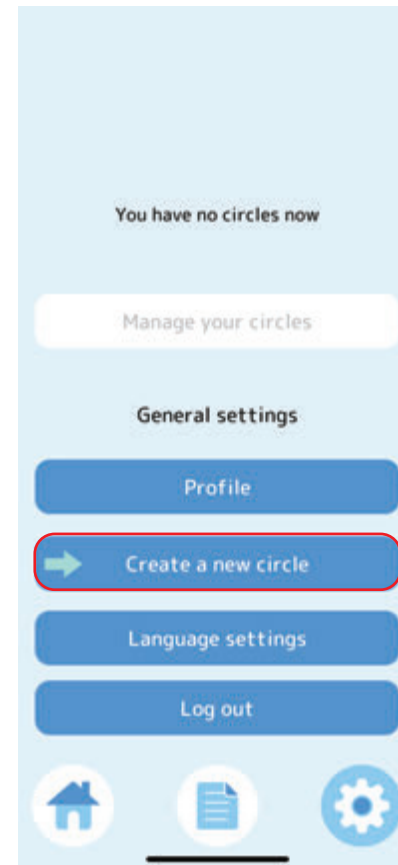 You have no circles now
Manage your circles
General settings
Profile
Create a new circle
Language settings
Log out